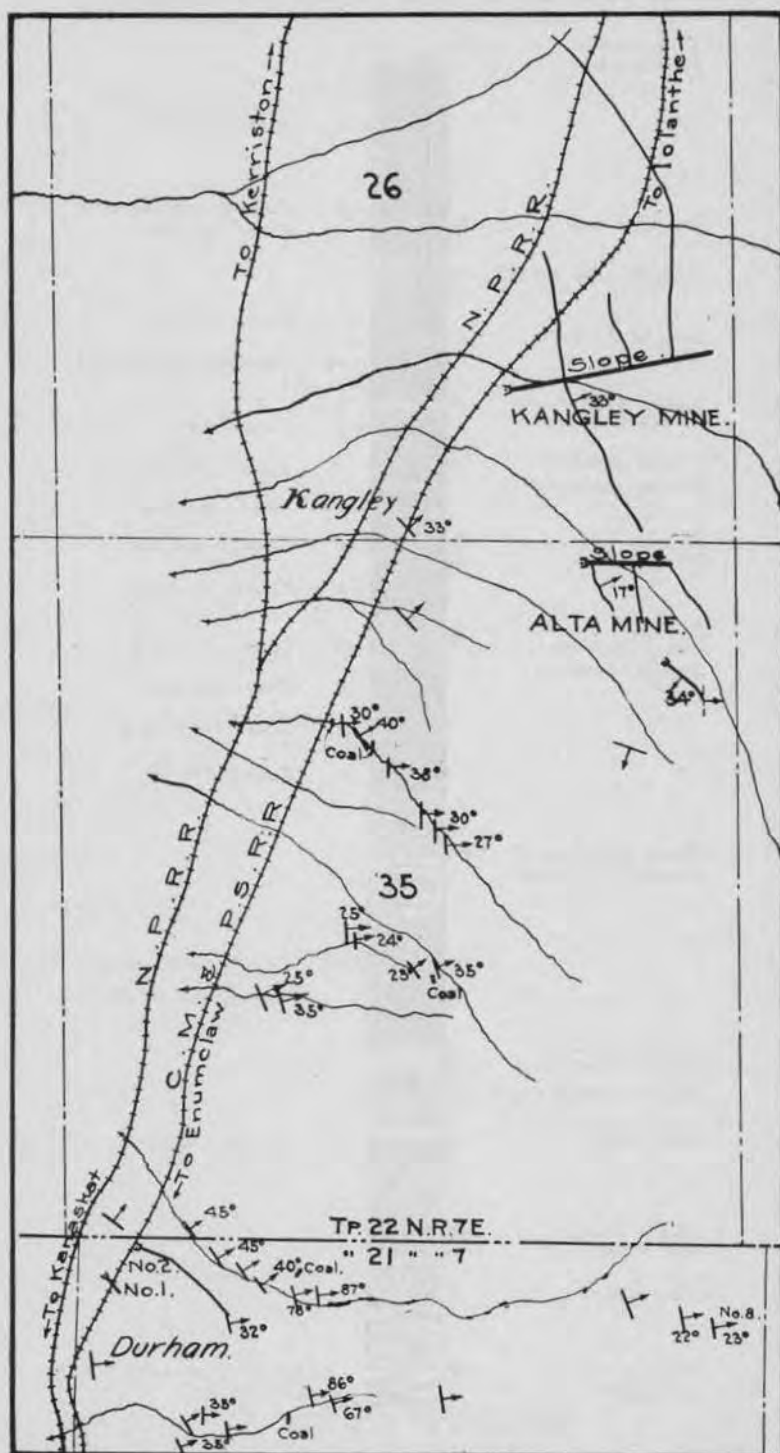 To Kerriston
To Iolanthe
26
N. P. R. R.
Slope
33°
KANGLEY MINE.
Kangley
33°
Slope
17°
ALTA MINE.
34°
30°
40°
Coal
38°
30°
27°
35
N. P. R. R.
C. M. & P. S. R. R.
25°
24°
23°
35°
Coal
25°
35°
To Enumclaw
To Kanaskat
45°
Tp. 22 N. R. 7 E.
" 21 " " 7
45°
40° Coal.
87°
78°
No. 2.
No. 1.
32°
No. 8.
22°
23°
Durham.
86°
67°
38°
38°
Coal